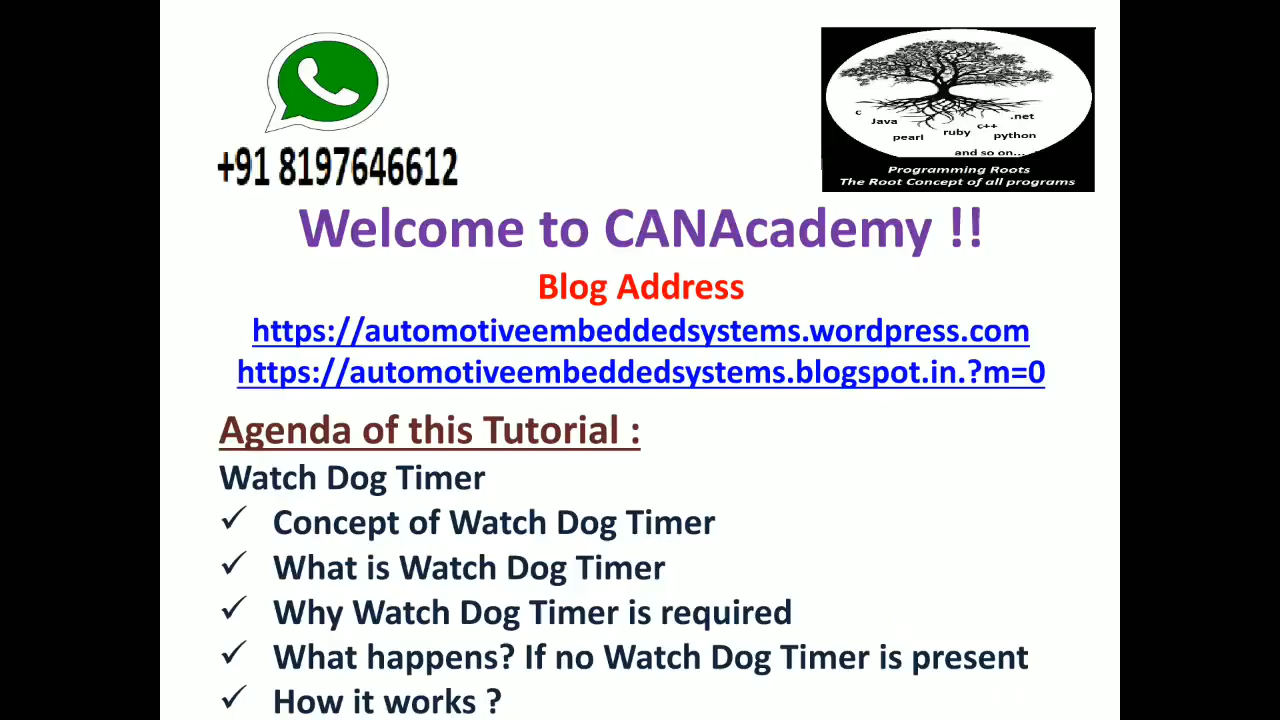 +91 8197646612
c
Java
pearl
ruby
c++
.net
python
and so on...
Programming Roots
The Root Concept of all programs
Welcome to CANAcademy !!
Blog Address
https://automotiveembeddedsystems.wordpress.com
https://automotiveembeddedsystems.blogspot.in.?m=0
Agenda of this Tutorial :
Watch Dog Timer
✓ Concept of Watch Dog Timer
✓ What is Watch Dog Timer
✓ Why Watch Dog Timer is required
✓ What happens? If no Watch Dog Timer is present
✓ How it works ?